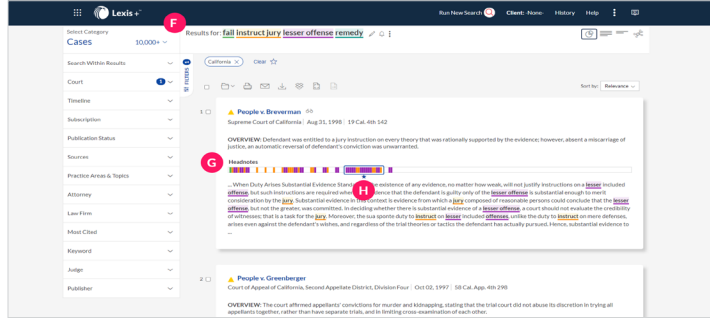 Lexis+
Run New Search
Client: -None-
History
Help
F
Select Category
Cases
10,000+
Results for: fail instruct jury lesser offense remedy
Search Within Results
Court
1
Timeline
Subscription
Publication Status
Sources
Practice Areas & Topics
Attorney
Law Firm
Most Cited
Keyword
Judge
Publisher
FILTERS
California
Clear
Sort by: Relevance
1
People v. Breverman
Supreme Court of California | Aug 31, 1998 | 19 Cal. 4th 142
OVERVIEW: Defendant was entitled to a jury instruction on every theory that was rationally supported by the evidence; however, absent a miscarriage of
justice, an automatic reversal of defendant's conviction was unwarranted.
G
Headnotes
H
...When Duty Arises Substantial Evidence Stand e existence of any evidence, no matter how weak, will not justify instructions on a lesser included
offense, but such instructions are required whe dence that the defendant is guilty only of the lesser offense is substantial enough to merit
consideration by the jury. Substantial evidence in this context is evidence from which a jury composed of reasonable persons could conclude that the lesser
offense, but not the greater, was committed. In deciding whether there is substantial evidence of a lesser offense, a court should not evaluate the credibility
of witnesses; that is a task for the jury. Moreover, the sua sponte duty to instruct on lesser included offenses, unlike the duty to instruct on mere defenses,
arises even against the defendant's wishes, and regardless of the trial theories or tactics the defendant has actually pursued. Hence, substantial evidence to
...
2
People v. Greenberger
Court of Appeal of California, Second Appellate District, Division Four | Oct 02, 1997 | 58 Cal. App. 4th 298
OVERVIEW: The court affirmed appellants' convictions for murder and kidnapping, stating that the trial court did not abuse its discretion in trying all
appellants together, rather than have separate trials, and in limiting cross-examination of each other.